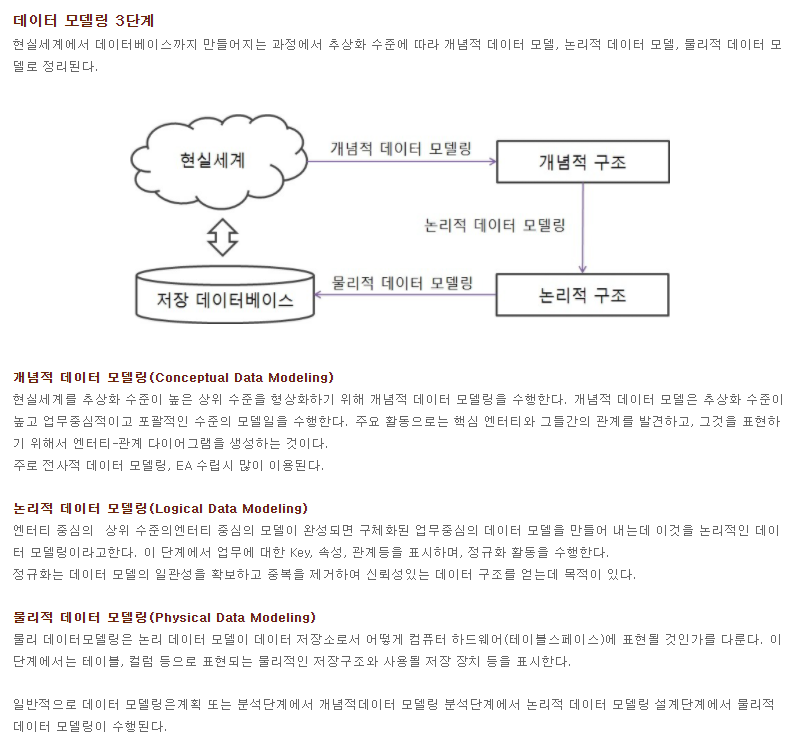 데이터 모델링 3단계
현실세계에서 데이터베이스까지 만들어지는 과정에서 추상화 수준에 따라 개념적 데이터 모델, 논리적 데이터 모델, 물리적 데이터 모
델로 정리된다.
현실세계
개념적 데이터 모델링
개념적 구조
논리적 데이터 모델링
저장 데이터베이스
물리적 데이터 모델링
논리적 구조
개념적 데이터 모델링(Conceptual Data Modeling)
현실세계를 추상화 수준이 높은 상위 수준을 형상화하기 위해 개념적 데이터 모델링을 수행한다. 개념적 데이터 모델은 추상화 수준이
높고 업무중심적이고 포괄적인 수준의 모델일을 수행한다. 주요 활동으로는 핵심 엔터티와 그들간의 관계를 발견하고, 그것을 표현하
기 위해서 엔터티-관계 다이어그램을 생성하는 것이다.
주로 전사적 데이터 모델링, EA 수립시 많이 이용된다.
논리적 데이터 모델링(Logical Data Modeling)
엔터티 중심의  상위 수준의엔터티 중심의 모델이 완성되면 구체화된 업무중심의 데이터 모델을 만들어 내는데 이것을 논리적인 데이
터 모델링이라고한다. 이 단계에서 업무에 대한 Key, 속성, 관계등을 표시하며, 정규화 활동을 수행한다.
정규화는 데이터 모델의 일관성을 확보하고 중복을 제거하여 신뢰성있는 데이터 구조를 얻는데 목적이 있다.
물리적 데이터 모델링(Physical Data Modeling)
물리 데이터모델링은 논리 데이터 모델이 데이터 저장소로서 어떻게 컴퓨터 하드웨어(테이블스페이스)에 표현될 것인가를 다룬다. 이
단계에서는 테이블, 컬럼 등으로 표현되는 물리적인 저장구조와 사용될 저장 장치 등을 표시한다.
일반적으로 데이터 모델링은계획 또는 분석단계에서 개념적데이터 모델링 분석단계에서 논리적 데이터 모델링 설계단계에서 물리적
데이터 모델링이 수행된다.